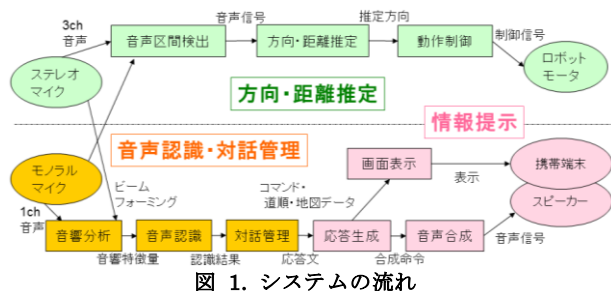 3ch
音声
音声区間検出
音声信号
方向・距離推定
推定方向
動作制御
制御信号
ロボット
モータ
ステレオ
マイク
方向・距離推定
情報提示
音声認識・対話管理
モノラル
マイク
1ch
音声
ビーム
フォーミング
コマンド・
道順・地図データ
画面表示
表示
携帯端末
スピーカー
音響分析
音響特徴量
音声認識
認識結果
対話管理
応答文
応答生成
合成命令
音声合成
音声信号
図 1. システムの流れ